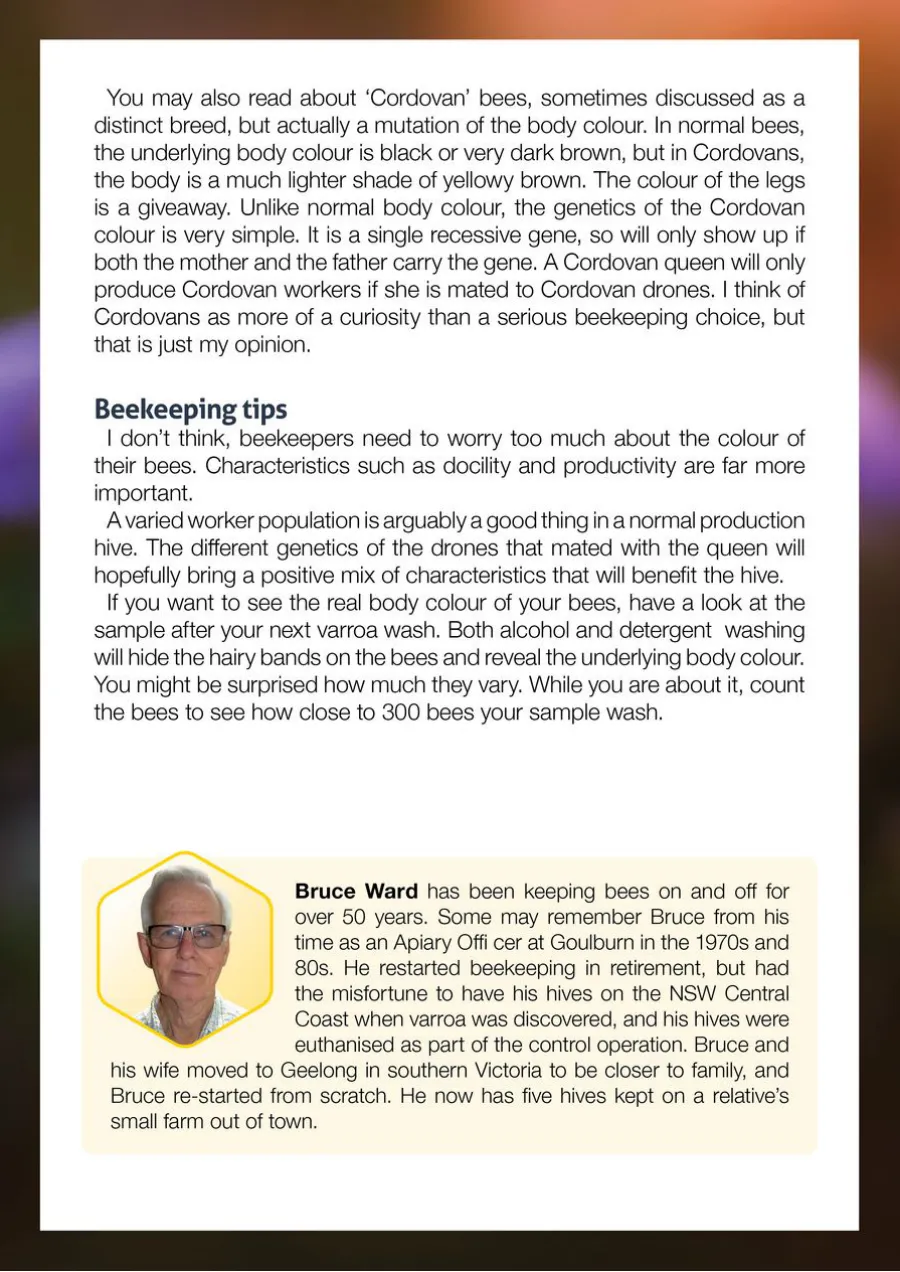 You may also read about ‘Cordovan’ bees, sometimes discussed as a
distinct breed, but actually a mutation of the body colour. In normal bees,
the underlying body colour is black or very dark brown, but in Cordovans,
the body is a much lighter shade of yellowy brown. The colour of the legs
is a giveaway. Unlike normal body colour, the genetics of the Cordovan
colour is very simple. It is a single recessive gene, so will only show up if
both the mother and the father carry the gene. A Cordovan queen will only
produce Cordovan workers if she is mated to Cordovan drones. I think of
Cordovans as more of a curiosity than a serious beekeeping choice, but
that is just my opinion.
Beekeeping tips
I don’t think, beekeepers need to worry too much about the colour of
their bees. Characteristics such as docility and productivity are far more
important.
A varied worker population is arguably a good thing in a normal production
hive. The different genetics of the drones that mated with the queen will
hopefully bring a positive mix of characteristics that will benefit the hive.
If you want to see the real body colour of your bees, have a look at the
sample after your next varroa wash. Both alcohol and detergent  washing
will hide the hairy bands on the bees and reveal the underlying body colour.
You might be surprised how much they vary. While you are about it, count
the bees to see how close to 300 bees your sample wash.
Bruce Ward has been keeping bees on and off for
over 50 years. Some may remember Bruce from his
time as an Apiary Offi cer at Goulburn in the 1970s and
80s. He restarted beekeeping in retirement, but had
the misfortune to have his hives on the NSW Central
Coast when varroa was discovered, and his hives were
euthanised as part of the control operation. Bruce and
his wife moved to Geelong in southern Victoria to be closer to family, and
Bruce re-started from scratch. He now has five hives kept on a relative’s
small farm out of town.